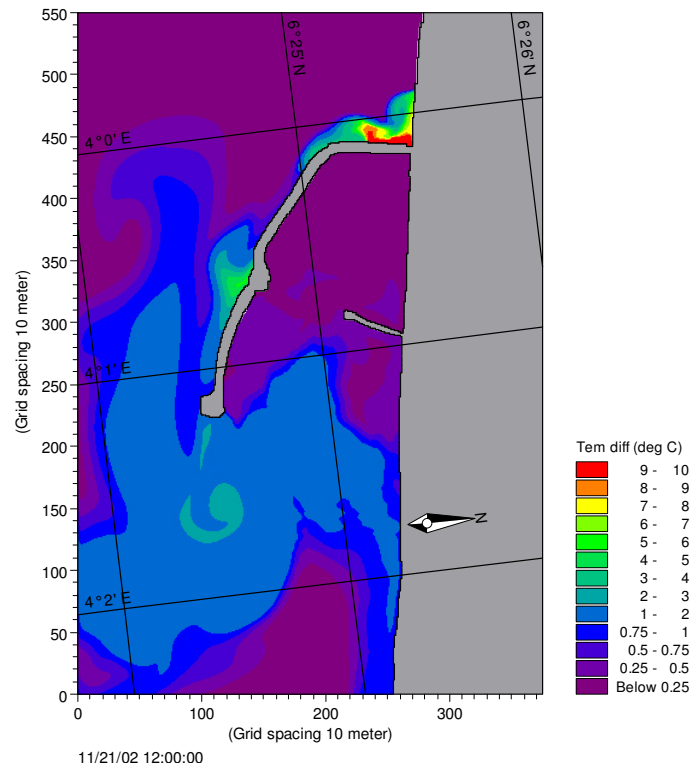 550
500
450
400
350
300
250
200
150
100
50
0
(Grid spacing 10 meter)
6°25' N
6°26' N
4°0' E
4°1' E
4°2' E
N
0
100
200
300
(Grid spacing 10 meter)
11/21/02 12:00:00
Tem diff (deg C)
9 - 10
8 - 9
7 - 8
6 - 7
5 - 6
4 - 5
3 - 4
2 - 3
1 - 2
0.75 - 1
0.5 - 0.75
0.25 - 0.5
Below 0.25